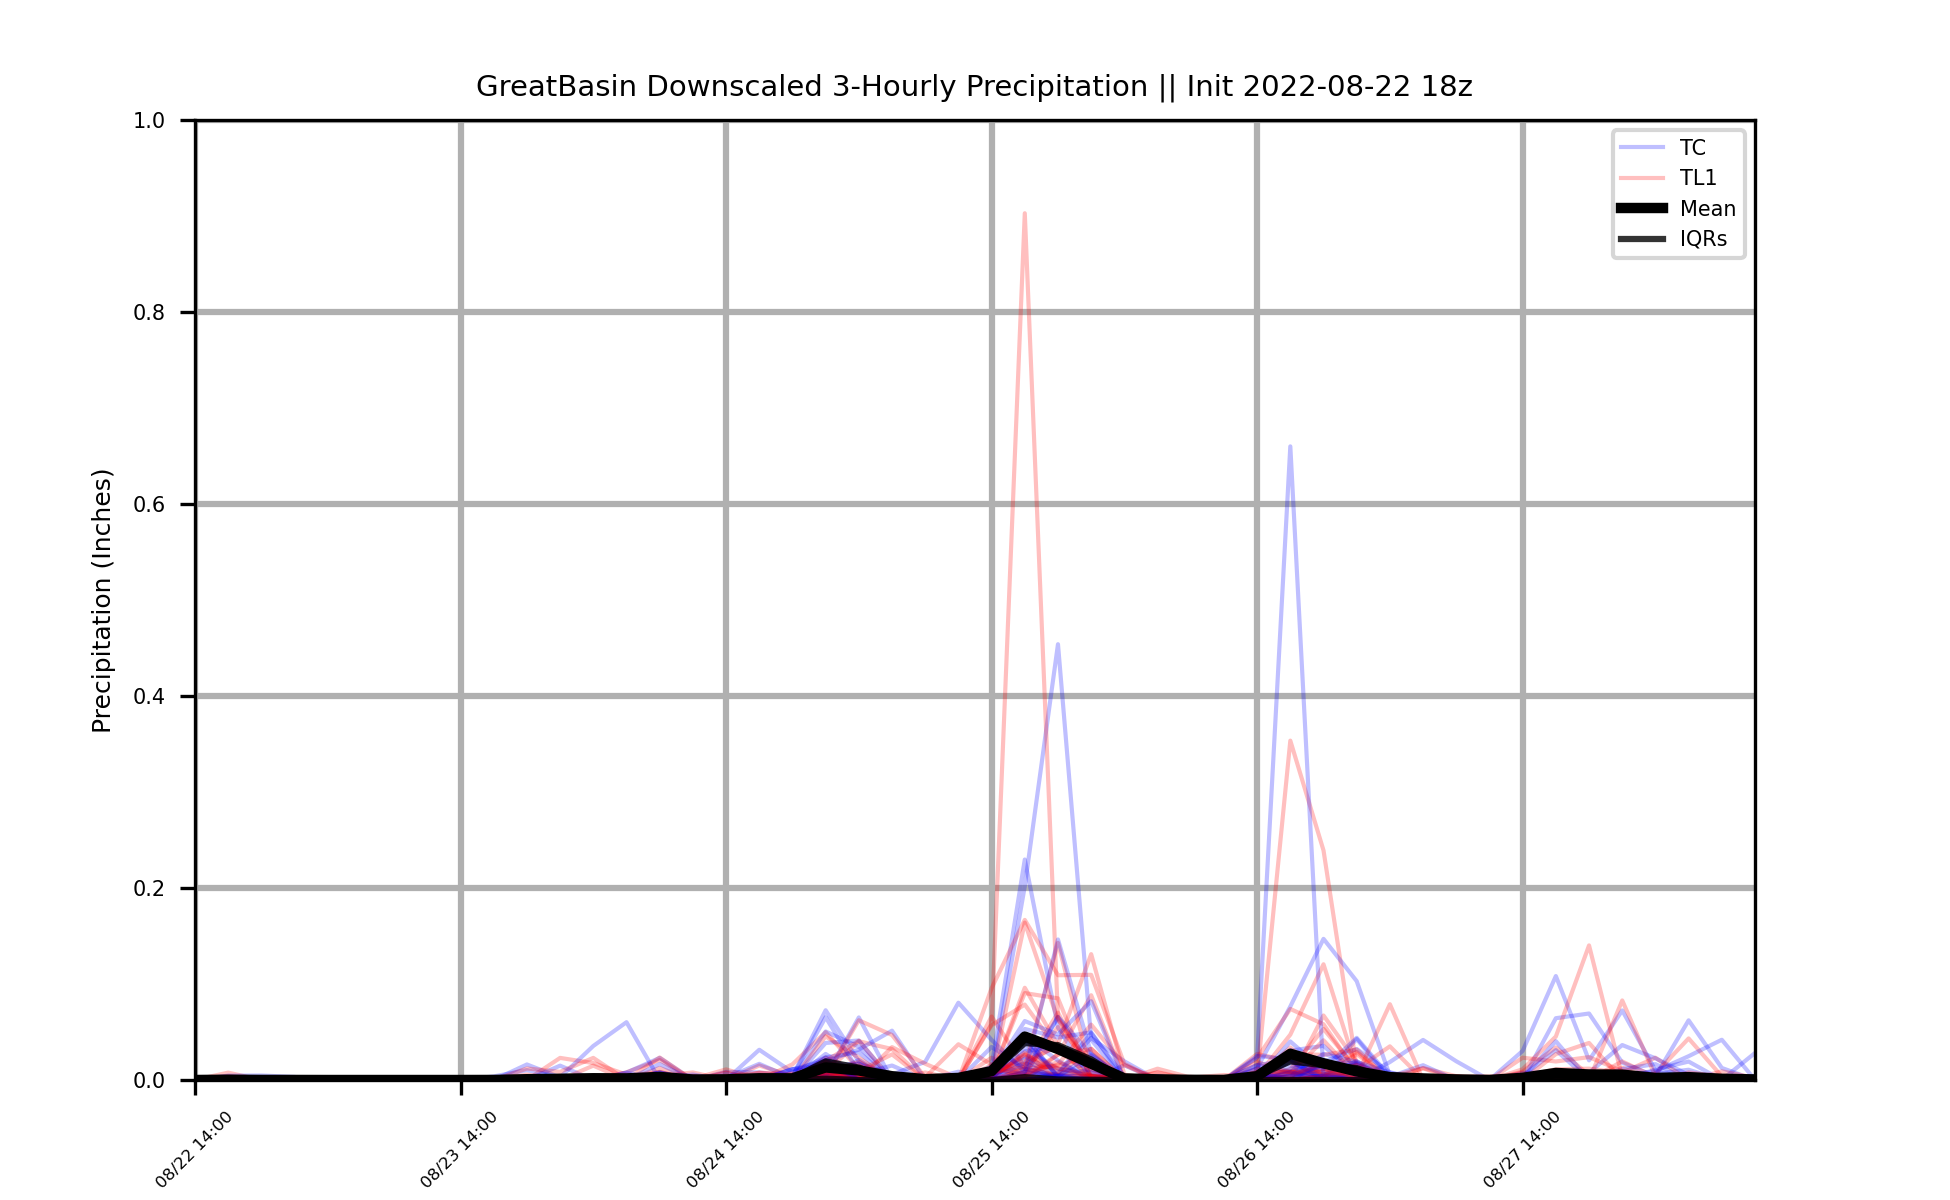 GreatBasin Downscaled 3-Hourly Precipitation || Init 2022-08-22 18z
Precipitation (Inches)
1.0
0.8
0.6
0.4
0.2
0.0
TC
TL1
Mean
IQRs
08/22 14:00
08/23 14:00
08/24 14:00
08/25 14:00
08/26 14:00
08/27 14:00